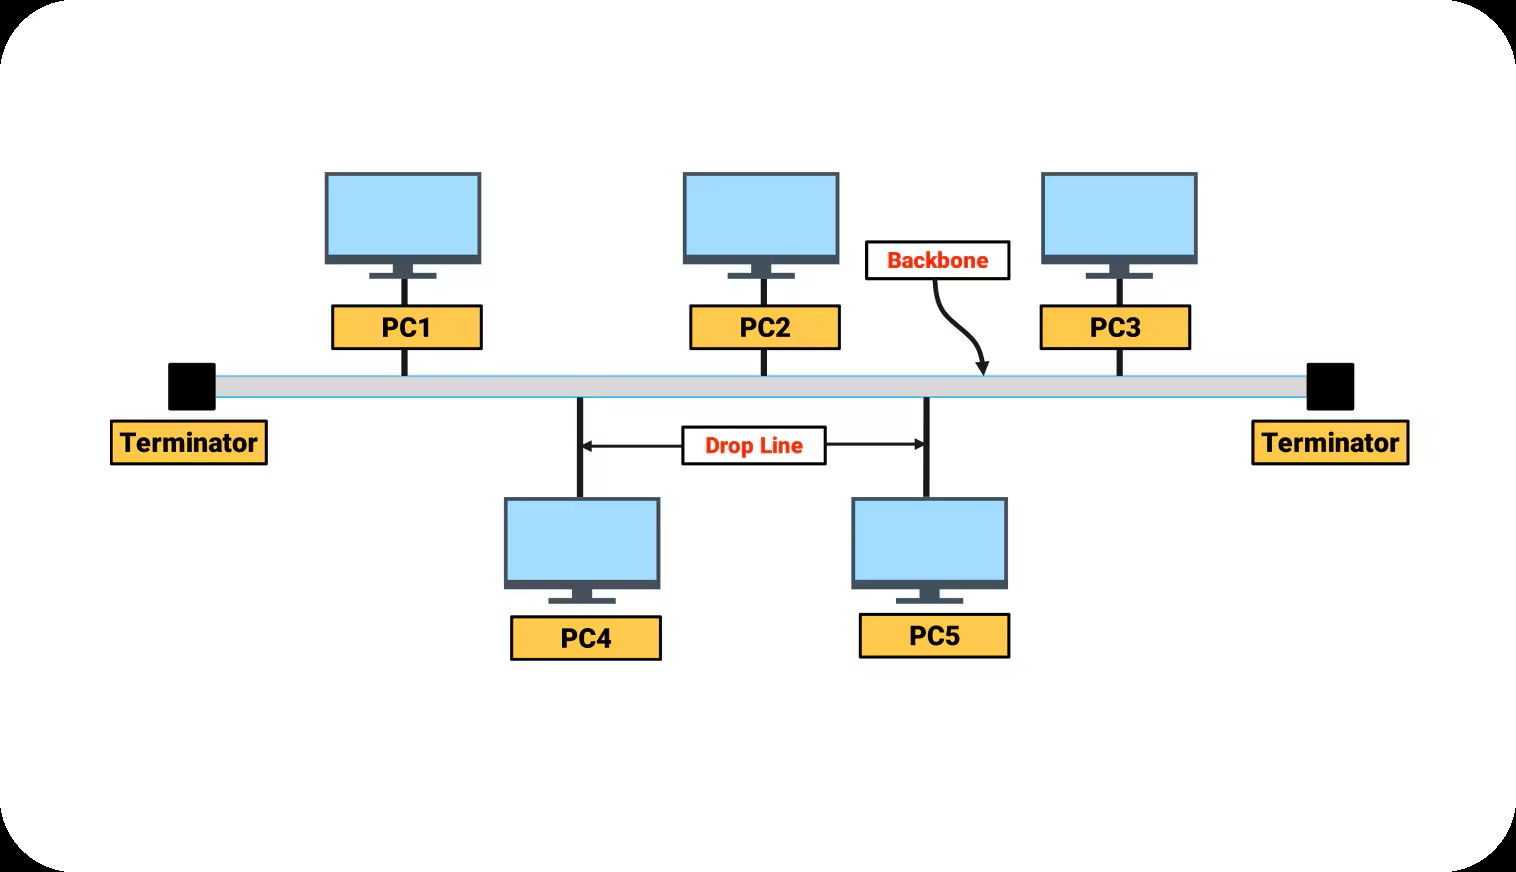 Backbone
PC1
PC2
PC3
Terminator
Drop Line
Terminator
PC4
PC5